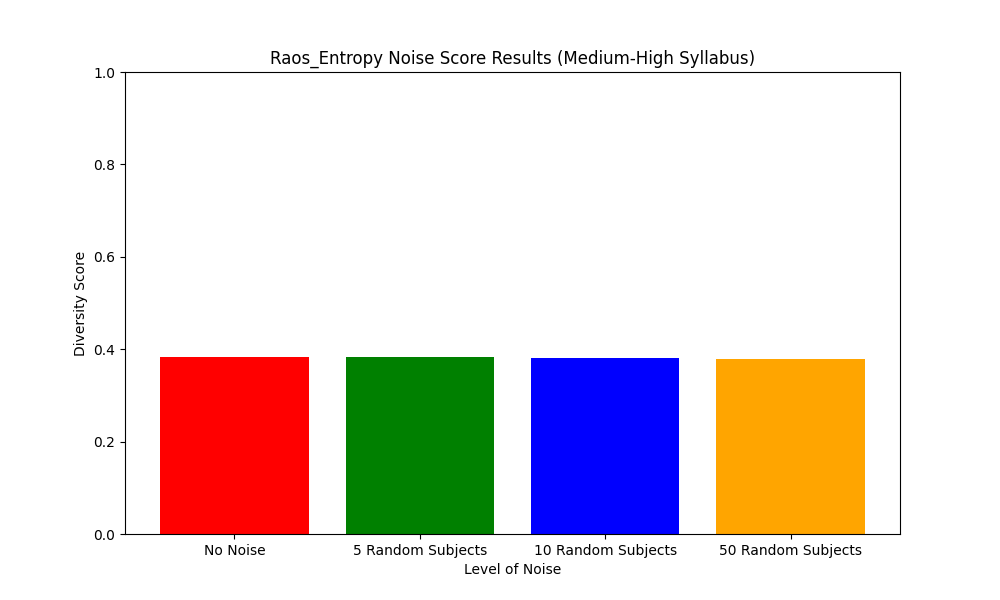 Raos_Entropy Noise Score Results (Medium-High Syllabus)
1.0
0.8
0.6
0.4
0.2
0.0
Diversity Score
No Noise
5 Random Subjects
10 Random Subjects
50 Random Subjects
Level of Noise